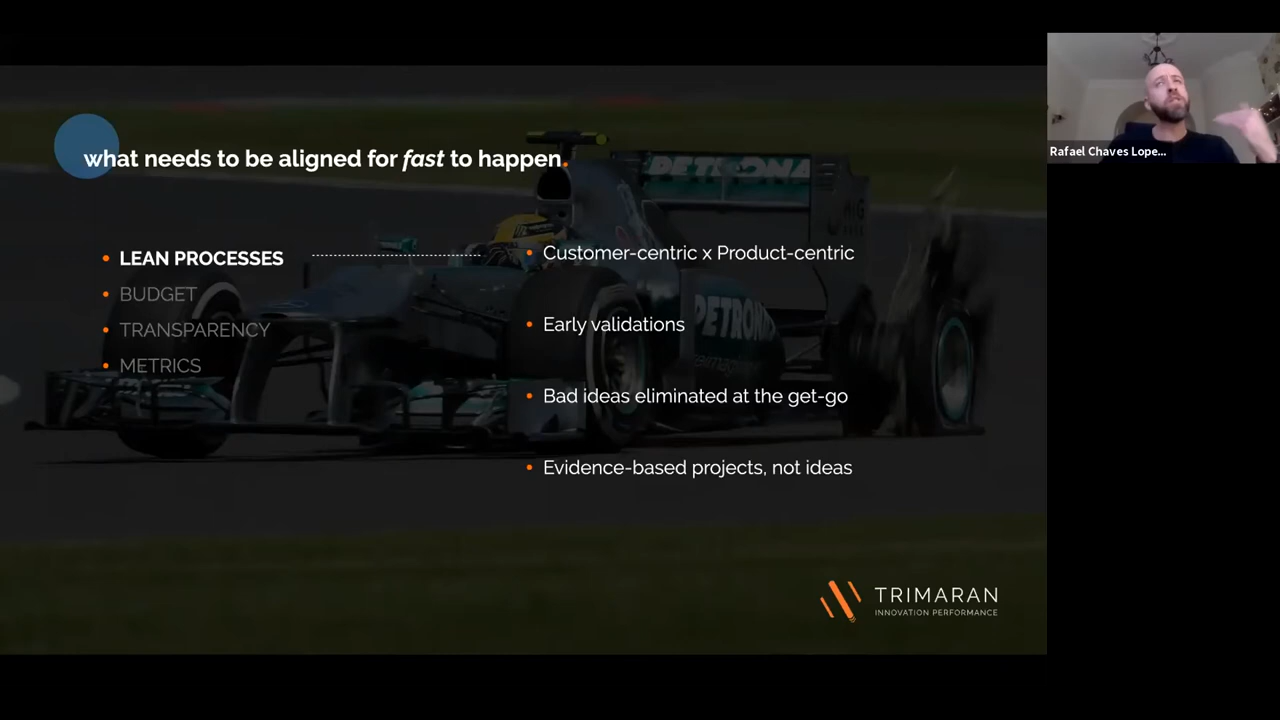 what needs to be aligned for fast to happen.
LEAN PROCESSES
BUDGET
TRANSPARENCY
METRICS
Customer-centric x Product-centric
Early validations
Bad ideas eliminated at the get-go
Evidence-based projects, not ideas
PETRONA
PETRON
TRIMARAN
INNOVATION PERFORMANCE
Rafael Chaves Lope...